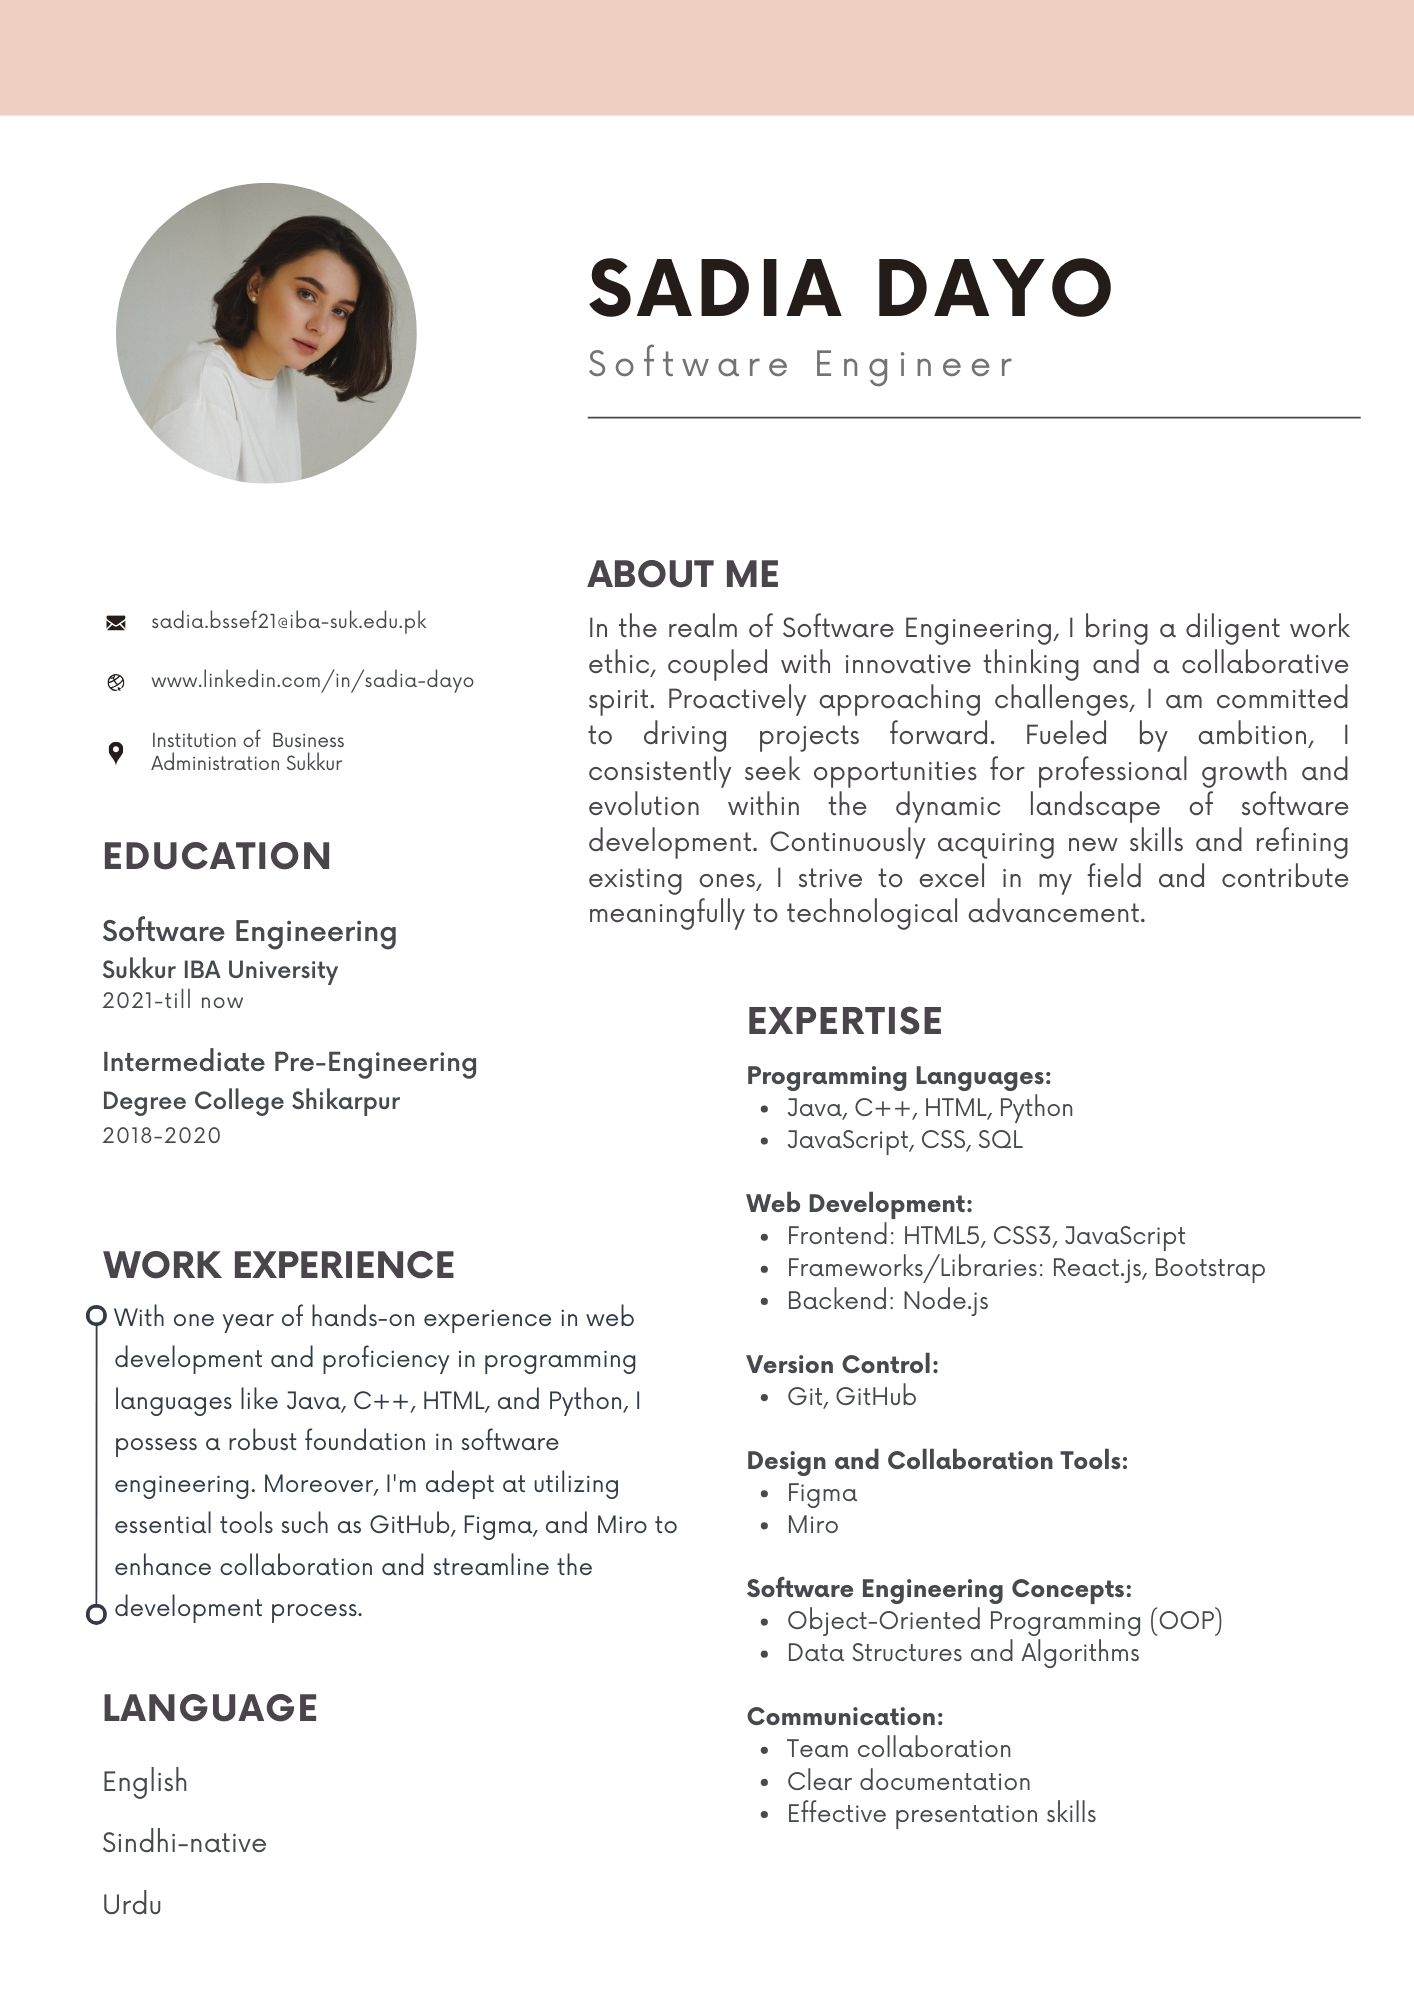 SADIA DAYO
Software Engineer
sadia.bssef21@iba-suk.edu.pk
www.linkedin.com/in/sadia-dayo
Institution of Business
Administration Sukkur
EDUCATION
Software Engineering
Sukkur IBA University
2021-till now
Intermediate Pre-Engineering
Degree College Shikarpur
2018-2020
WORK EXPERIENCE
With one year of hands-on experience in web
development and proficiency in programming
languages like Java, C++, HTML, and Python, I
possess a robust foundation in software
engineering. Moreover, I'm adept at utilizing
essential tools such as GitHub, Figma, and Miro to
enhance collaboration and streamline the
development process.
LANGUAGE
English
Sindhi-native
Urdu
ABOUT ME
In the realm of Software Engineering, I bring a diligent work
ethic, coupled with innovative thinking and a collaborative
spirit. Proactively approaching challenges, I am committed
to driving projects forward. Fueled by ambition, I
consistently seek opportunities for professional growth and
evolution within the dynamic landscape of software
development. Continuously acquiring new skills and refining
existing ones, I strive to excel in my field and contribute
meaningfully to technological advancement.
EXPERTISE
Programming Languages:
• Java, C++, HTML, Python
• JavaScript, CSS, SQL
Web Development:
• Frontend: HTML5, CSS3, JavaScript
• Frameworks/Libraries: React.js, Bootstrap
• Backend: Node.js
Version Control:
• Git, GitHub
Design and Collaboration Tools:
• Figma
• Miro
Software Engineering Concepts:
• Object-Oriented Programming (OOP)
• Data Structures and Algorithms
Communication:
• Team collaboration
• Clear documentation
• Effective presentation skills